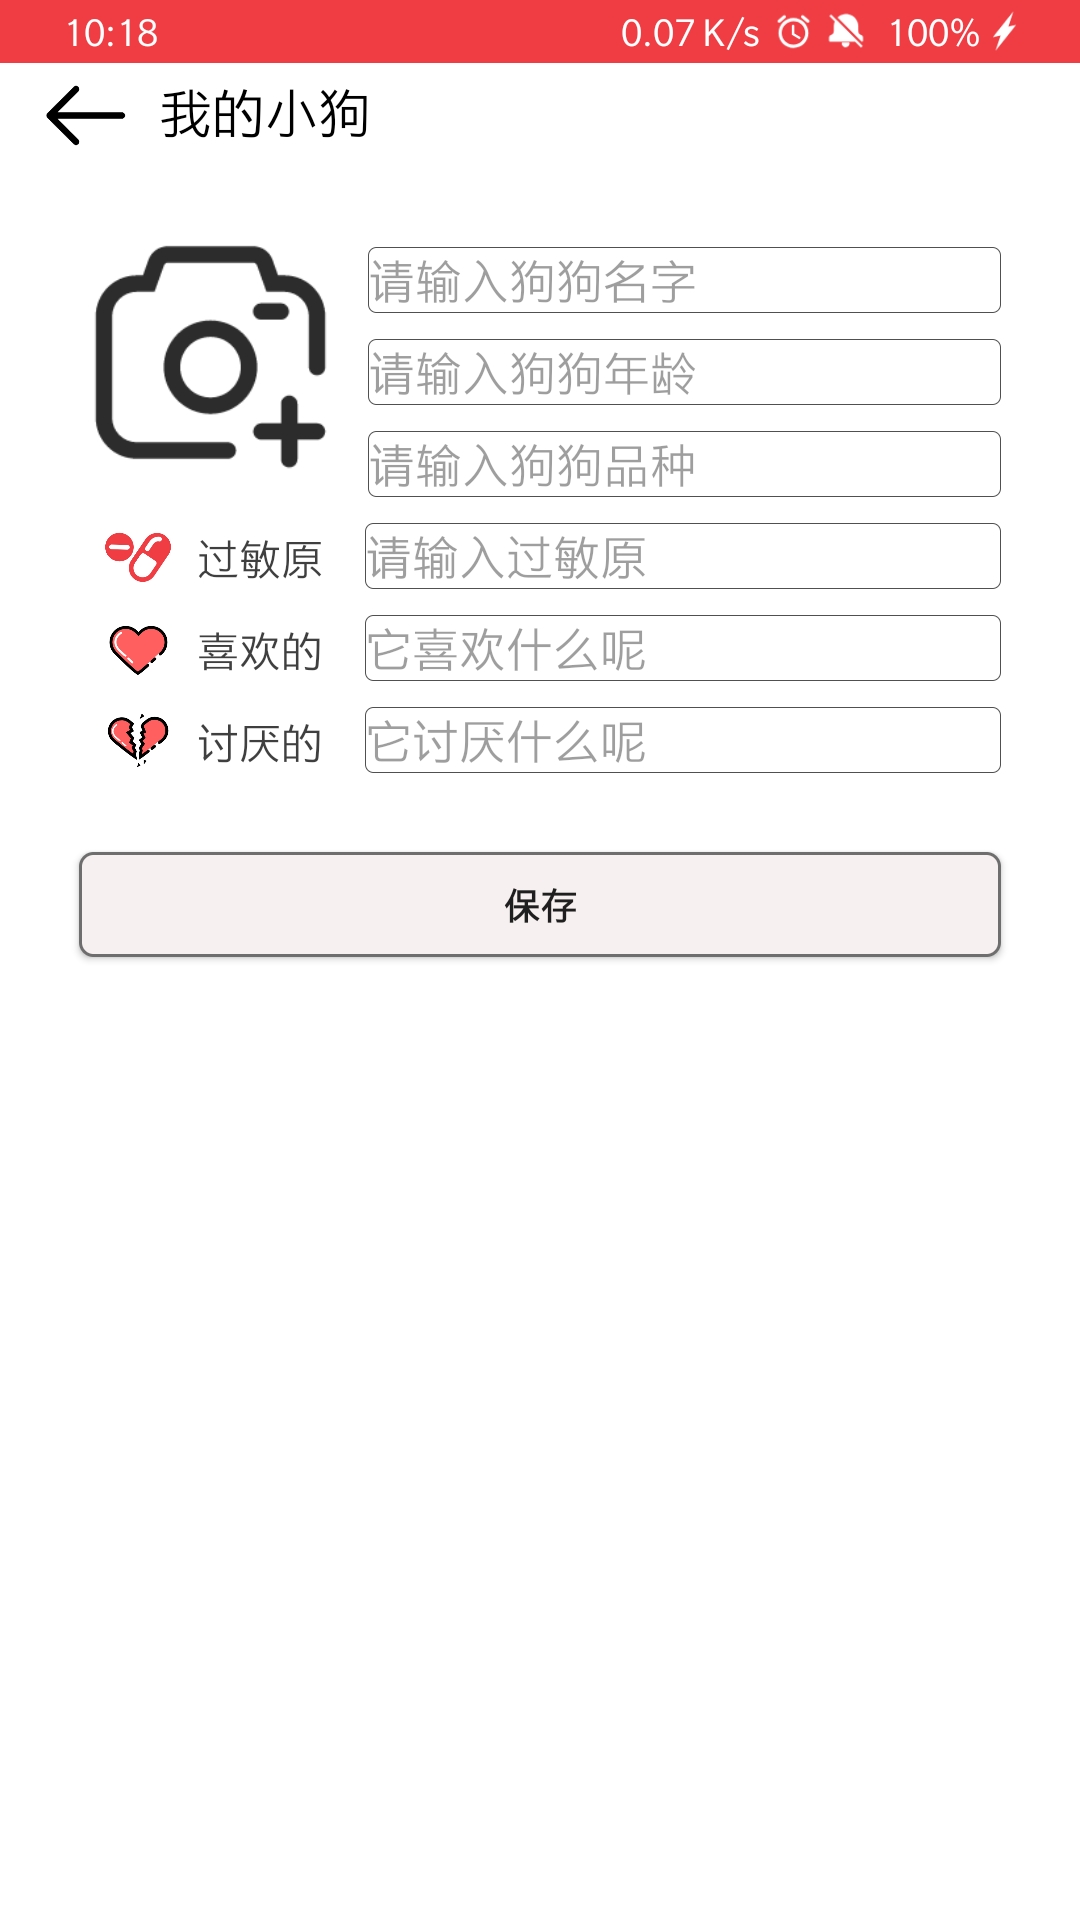 10:18 0.07 K/s 100%
我的小狗
请输入狗狗名字
请输入狗狗年龄
请输入狗狗品种
过敏原 请输入过敏原
喜欢的 它喜欢什么呢
讨厌的 它讨厌什么呢
保存